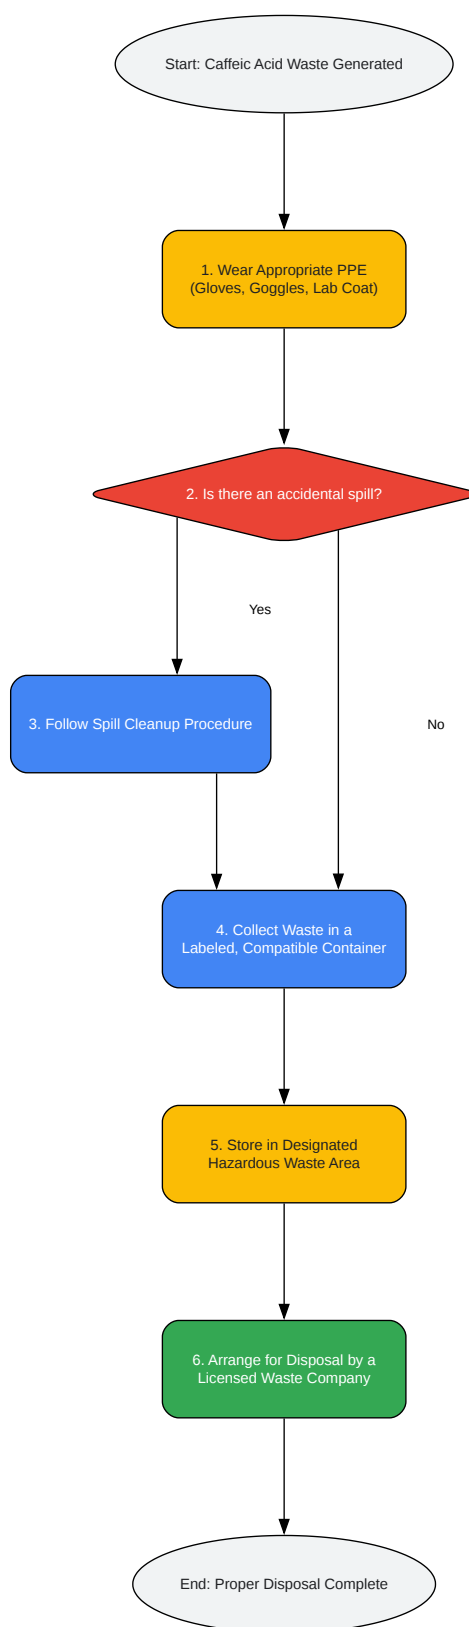 Start: Caffeic Acid Waste Generated
1. Wear Appropriate PPE
(Gloves, Goggles, Lab Coat)
2. Is there an accidental spill?
Yes
3. Follow Spill Cleanup Procedure
No
4. Collect Waste in a
Labeled, Compatible Container
5. Store in Designated
Hazardous Waste Area
6. Arrange for Disposal by a
Licensed Waste Company
End: Proper Disposal Complete